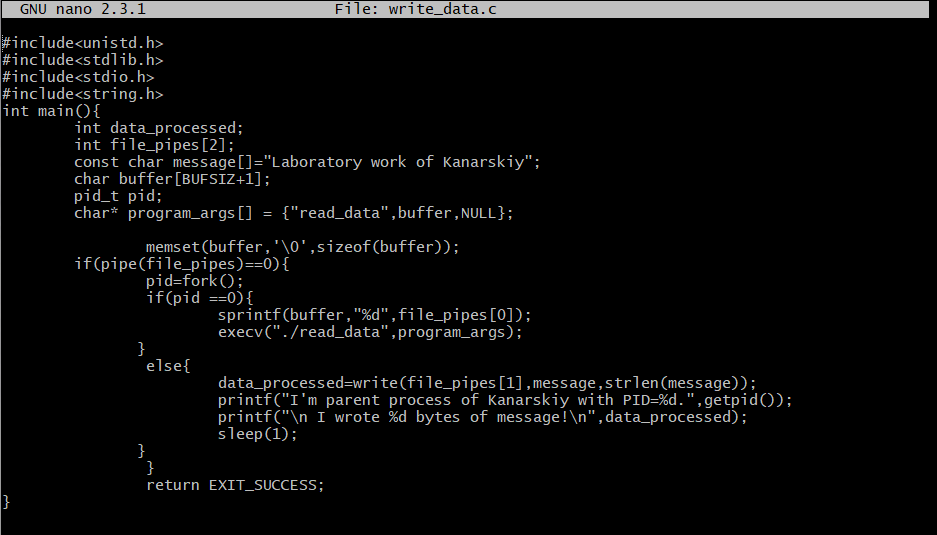 GNU nano 2.3.1 File: write_data.c
#include<unistd.h>
#include<stdlib.h>
#include<stdio.h>
#include<string.h>
int main(){
        int data_processed;
        int file_pipes[2];
        const char message[]="Laboratory work of Kanarskiy";
        char buffer[BUFSIZ+1];
        pid_t pid;
        char* program_args[] = {"read_data",buffer,NULL};
                memset(buffer,'\0',sizeof(buffer));
        if(pipe(file_pipes)==0){
                pid=fork();
                if(pid ==0){
                        sprintf(buffer,"%d",file_pipes[0]);
                        execv("./read_data",program_args);
               }
                else{
                        data_processed=write(file_pipes[1],message,strlen(message));
                        printf("I'm parent process of Kanarskiy with PID=%d.",getpid());
                        printf("\n I wrote %d bytes of message!\n",data_processed);
                        sleep(1);
               }
                }
                return EXIT_SUCCESS;
}